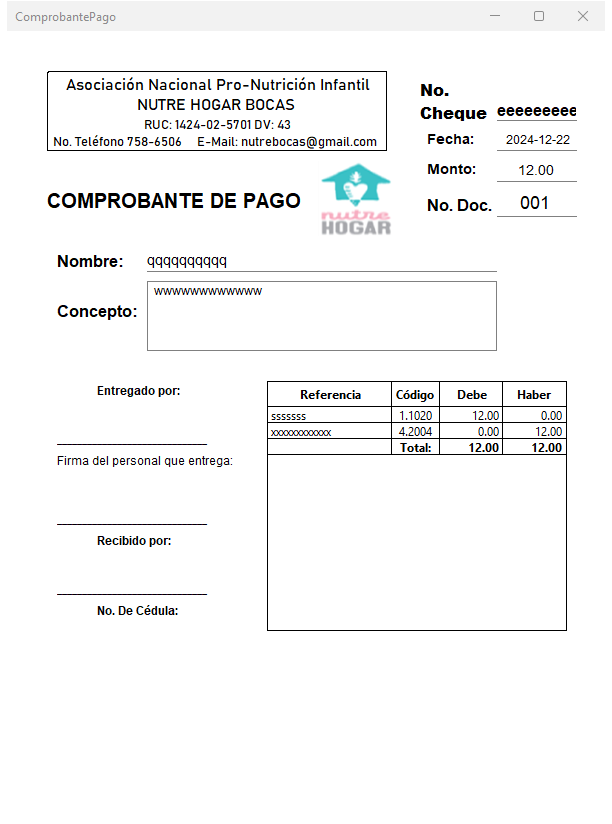 ComprobantePago
Asociación Nacional Pro-Nutrición Infantil
NUTRE HOGAR BOCAS
RUC: 1424-02-5701 DV: 43
No. Teléfono 758-6506 E-Mail: nutrebocas@gmail.com
No.
Cheque eeeeeeeee
Fecha: 2024-12-22
Monto: 12.00
No. Doc. 001
COMPROBANTE DE PAGO
nutre
HOGAR
Nombre: qqqqqqqqqq
Concepto: wwwwwwwwwwww
Entregado por:
Firma del personal que entrega:
Recibido por:
No. De Cédula:
Referencia Código Debe Haber
sssssss 1.1020 12.00 0.00
xxxxxxxxxxxx 4.2004 0.00 12.00
Total: 12.00 12.00